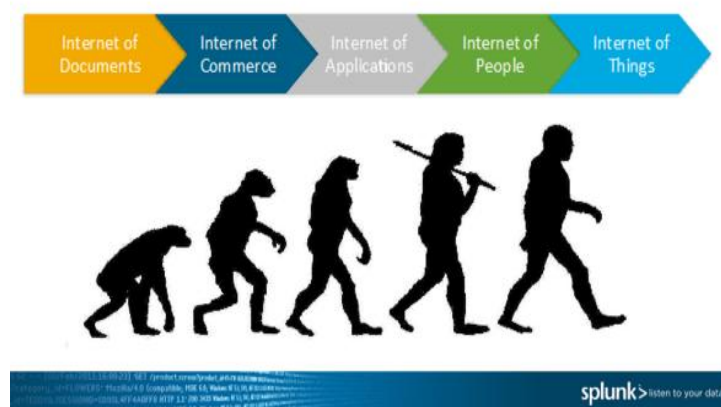 Internet of
Documents
Internet of
Commerce
Internet of
Applications
Internet of
People
Internet of
Things
splunk> listen to your data